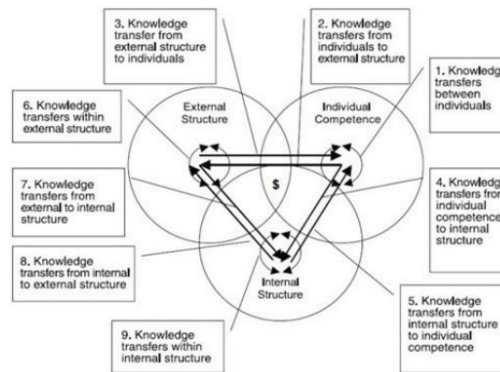 3. Knowledge
transfer from
external structure
to individuals
2. Knowledge
transfers from
individuals to
external structure
1. Knowledge
transfers
between
individuals
6. Knowledge
transfers within
external structure
External
Structure
Individual
Competence
7. Knowledge
transfers from
external to internal
structure
$
4. Knowledge
transfers from
individual
competence
to internal
structure
8. Knowledge
transfers from internal
to external structure
Internal
Structure
5. Knowledge
transfers from
internal structure
to individual
competence
9. Knowledge
transfers within
internal structure